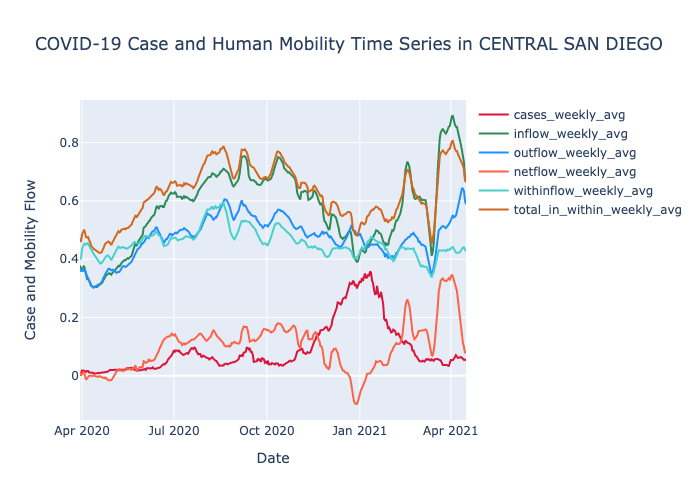 COVID-19 Case and Human Mobility Time Series in CENTRAL SAN DIEGO
cases_weekly_avg
inflow_weekly_avg
outflow_weekly_avg
netflow_weekly_avg
withinflow_weekly_avg
total_in_within_weekly_avg
Case and Mobility Flow
0.8
0.6
0.4
0.2
0
Apr 2020
Jul 2020
Oct 2020
Jan 2021
Apr 2021
Date